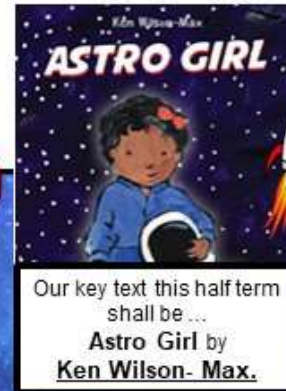 Ken Wilson-Max
ASTRO GIRL
Our key text this half term
shall be ...
Astro Girl by
Ken Wilson- Max.